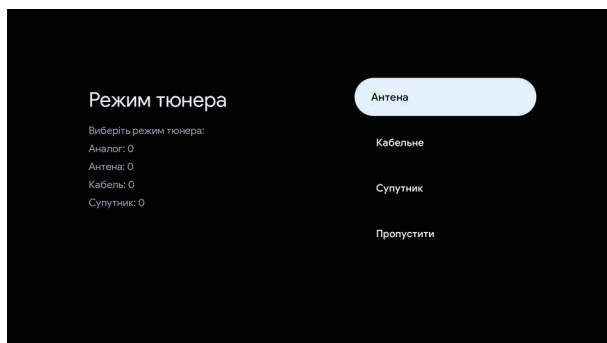 Режим тюнера
Виберіть режим тюнера:
Аналог: 0
Антена: 0
Кабель: 0
Супутник: 0
Антена
Кабельне
Супутник
Пропустити